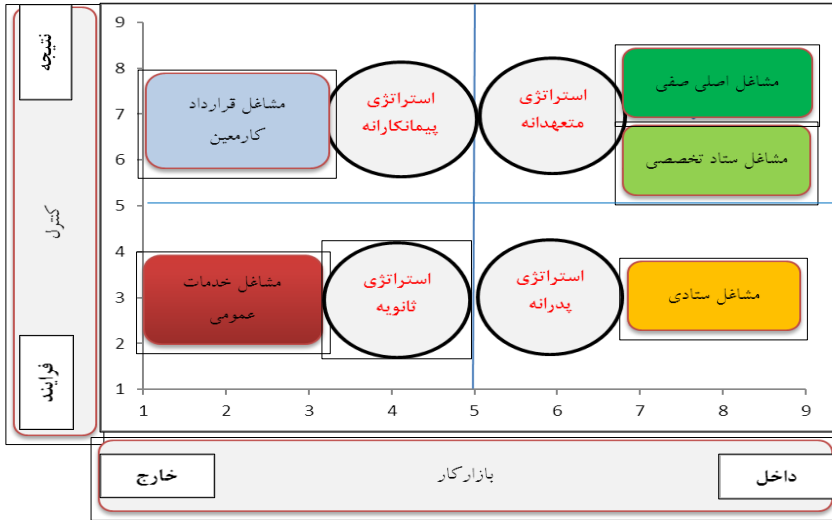 نتیجه
کنترل
فرایند
9
8
7
6
5
4
3
2
1
مشاغل اصلی صفی
استراتژی
متعهدانه
استراتژی
پیمانکارانه
مشاغل قرارداد
کارمعین
مشاغل ستاد تخصصی
مشاغل ستادی
استراتژی
پدرانه
استراتژی
ثانویه
مشاغل خدمات
عمومی
1 2 3 4 5 6 7 8 9
داخل
بازارکار
خارج